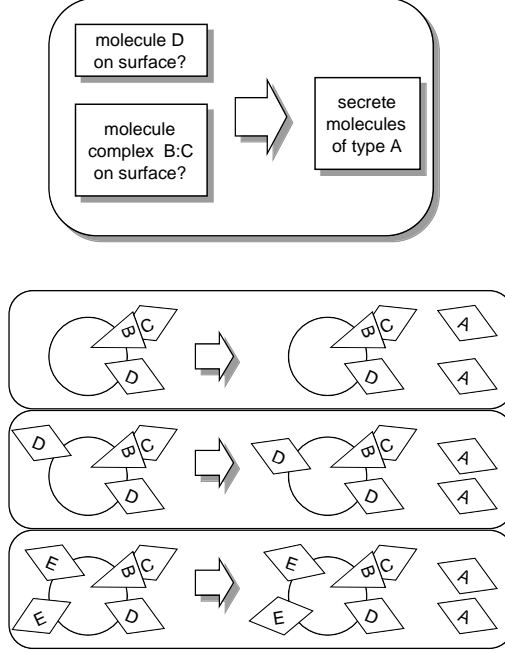 molecule D
on surface?
molecule
complex B:C
on surface?
secrete
molecules
of type A
B C
D
B C
D
A
A
D
B C
D
D
B C
D
A
A
E
B C
E
D
E
B C
E
D
A
A